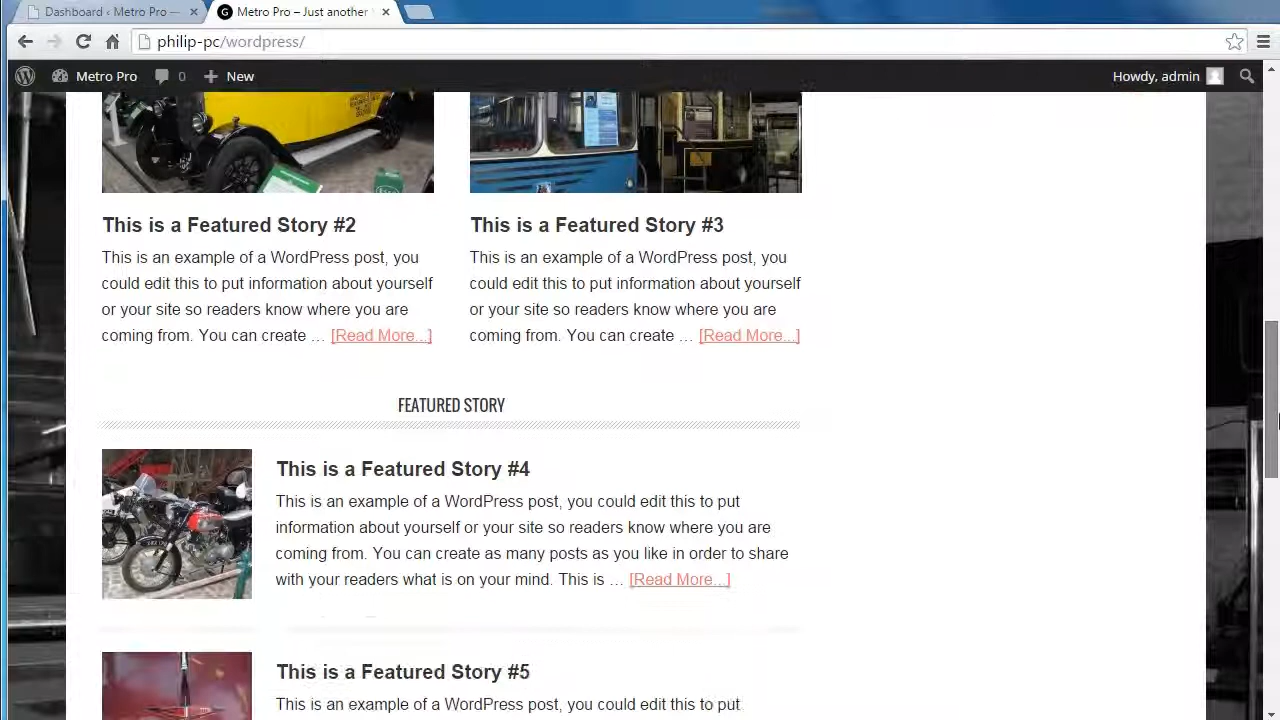 Dashboard ‹ Metro Pro —
Metro Pro – Just another
philip-pc/wordpress/
Metro Pro
0
New
Howdy, admin
This is a Featured Story #2
This is an example of a WordPress post, you
could edit this to put information about yourself
or your site so readers know where you are
coming from. You can create … [Read More...]
This is a Featured Story #3
This is an example of a WordPress post, you
could edit this to put information about yourself
or your site so readers know where you are
coming from. You can create … [Read More...]
FEATURED STORY
This is a Featured Story #4
This is an example of a WordPress post, you could edit this to put
information about yourself or your site so readers know where you are
coming from. You can create as many posts as you like in order to share
with your readers what is on your mind. This is … [Read More...]
This is a Featured Story #5
This is an example of a WordPress post, you could edit this to put